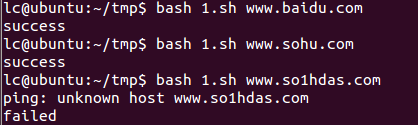 lc@ubuntu:~/tmp$ bash 1.sh www.baidu.com
success
lc@ubuntu:~/tmp$ bash 1.sh www.sohu.com
success
lc@ubuntu:~/tmp$ bash 1.sh www.so1hdas.com
ping: unknown host www.so1hdas.com
failed